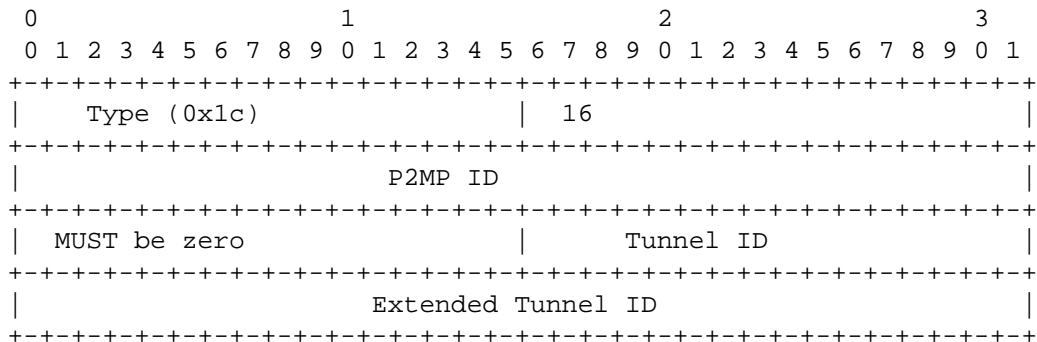 0                   1                   2                   3
 0 1 2 3 4 5 6 7 8 9 0 1 2 3 4 5 6 7 8 9 0 1 2 3 4 5 6 7 8 9 0 1
+-+-+-+-+-+-+-+-+-+-+-+-+-+-+-+-+-+-+-+-+-+-+-+-+-+-+-+-+-+-+-+-+
|    Type (0x1c)                | 16                            |
+-+-+-+-+-+-+-+-+-+-+-+-+-+-+-+-+-+-+-+-+-+-+-+-+-+-+-+-+-+-+-+-+
|                       P2MP ID                                 |
+-+-+-+-+-+-+-+-+-+-+-+-+-+-+-+-+-+-+-+-+-+-+-+-+-+-+-+-+-+-+-+-+
|  MUST be zero                 |      Tunnel ID                |
+-+-+-+-+-+-+-+-+-+-+-+-+-+-+-+-+-+-+-+-+-+-+-+-+-+-+-+-+-+-+-+-+
|                      Extended Tunnel ID                       |
+-+-+-+-+-+-+-+-+-+-+-+-+-+-+-+-+-+-+-+-+-+-+-+-+-+-+-+-+-+-+-+-+